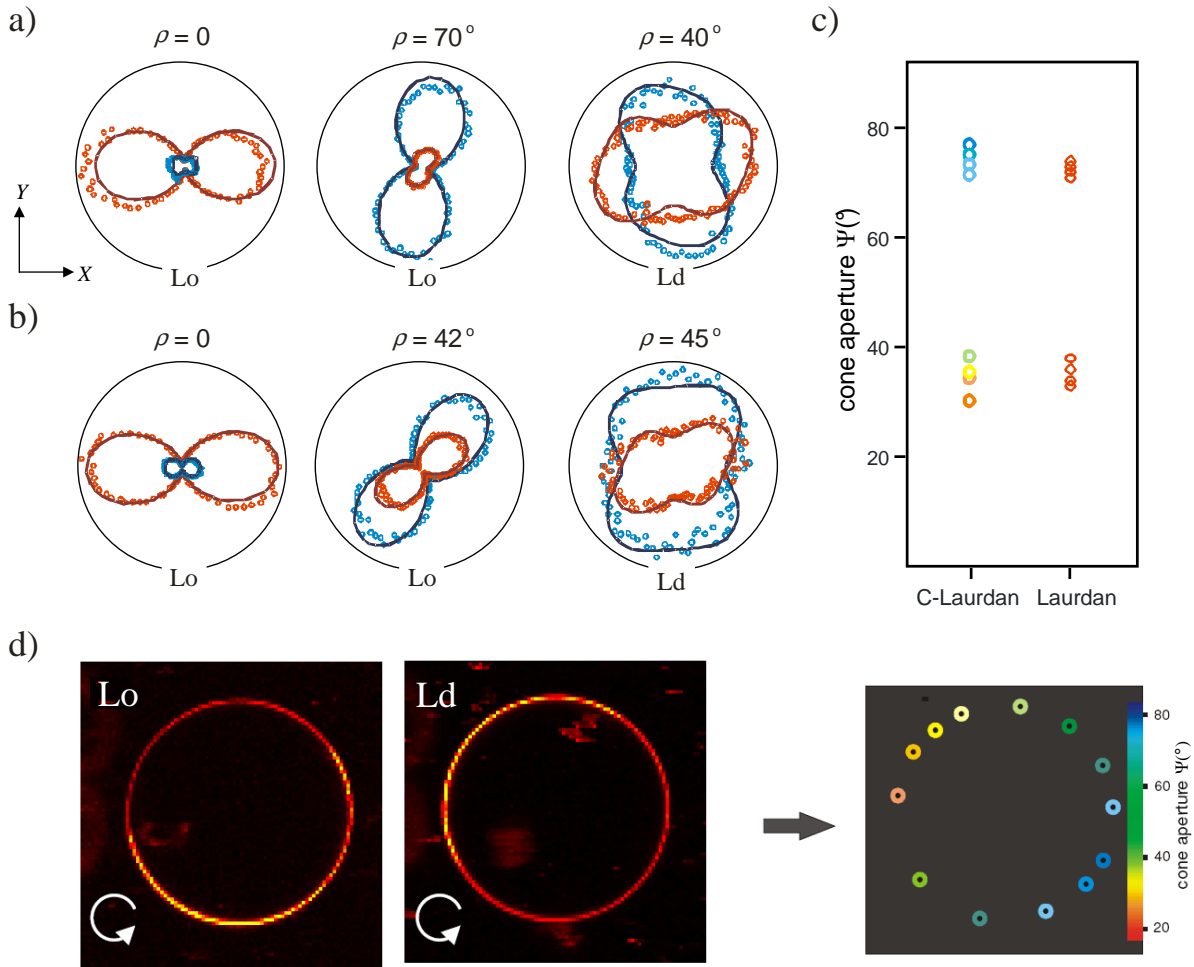 a)
ρ = 0
ρ = 70 °
ρ = 40 °
Y
X
Lo
Lo
Ld
b)
ρ = 0
ρ = 42 °
ρ = 45 °
Lo
Lo
Ld
c)
cone aperture Ψ(°)
80
60
40
20
C-Laurdan
Laurdan
d)
Lo
Ld
80
60
40
20
cone aperture Ψ(°)